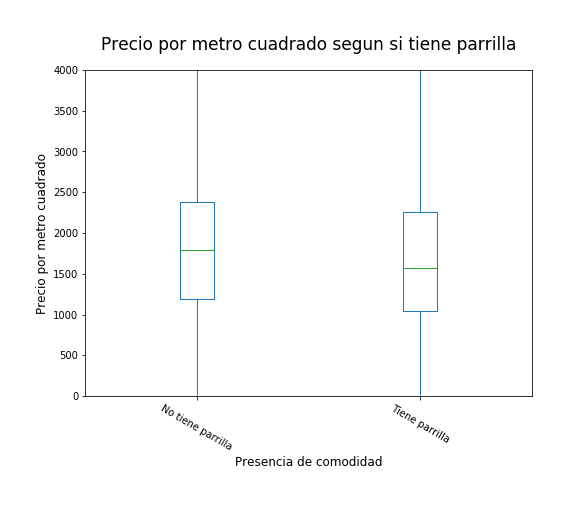 Precio por metro cuadrado segun si tiene parrilla
Precio por metro cuadrado
4000
3500
3000
2500
2000
1500
1000
500
0
No tiene parrilla
Tiene parrilla
Presencia de comodidad